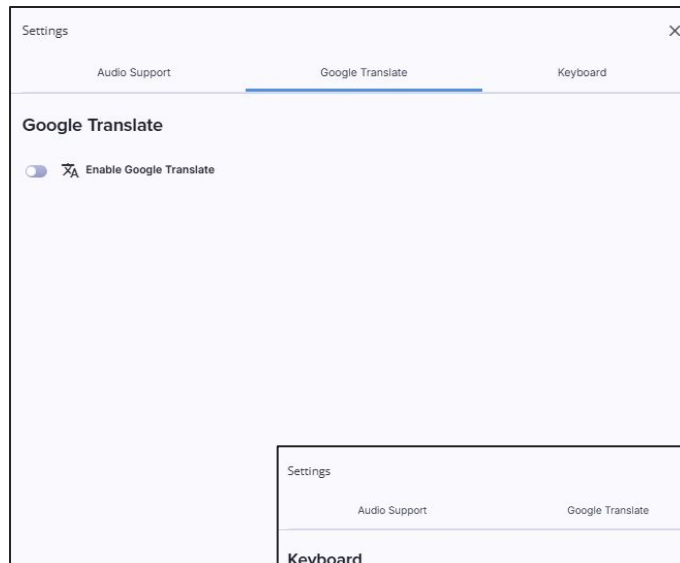 Settings
Audio Support Google Translate Keyboard
Google Translate
Enable Google Translate
Settings
Audio Support Google Translate
Keyboard